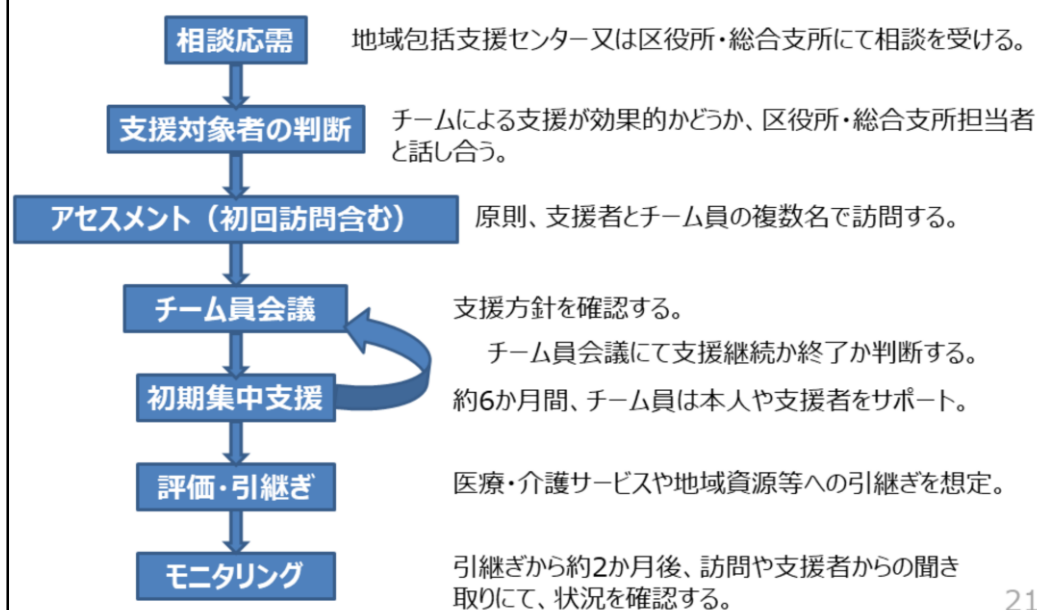 相談応需
地域包括支援センター又は区役所・総合支所にて相談を受ける。
支援対象者の判断
チームによる支援が効果的かどうか、区役所・総合支所担当者
と話し合う。
アセスメント（初回訪問含む）
原則、支援者とチーム員の複数名で訪問する。
チーム員会議
支援方針を確認する。
チーム員会議にて支援継続か終了か判断する。
初期集中支援
約6か月間、チーム員は本人や支援者をサポート。
評価・引継ぎ
医療・介護サービスや地域資源等への引継ぎを想定。
モニタリング
引継ぎから約2か月後、訪問や支援者からの聞き
取りにて、状況を確認する。
21